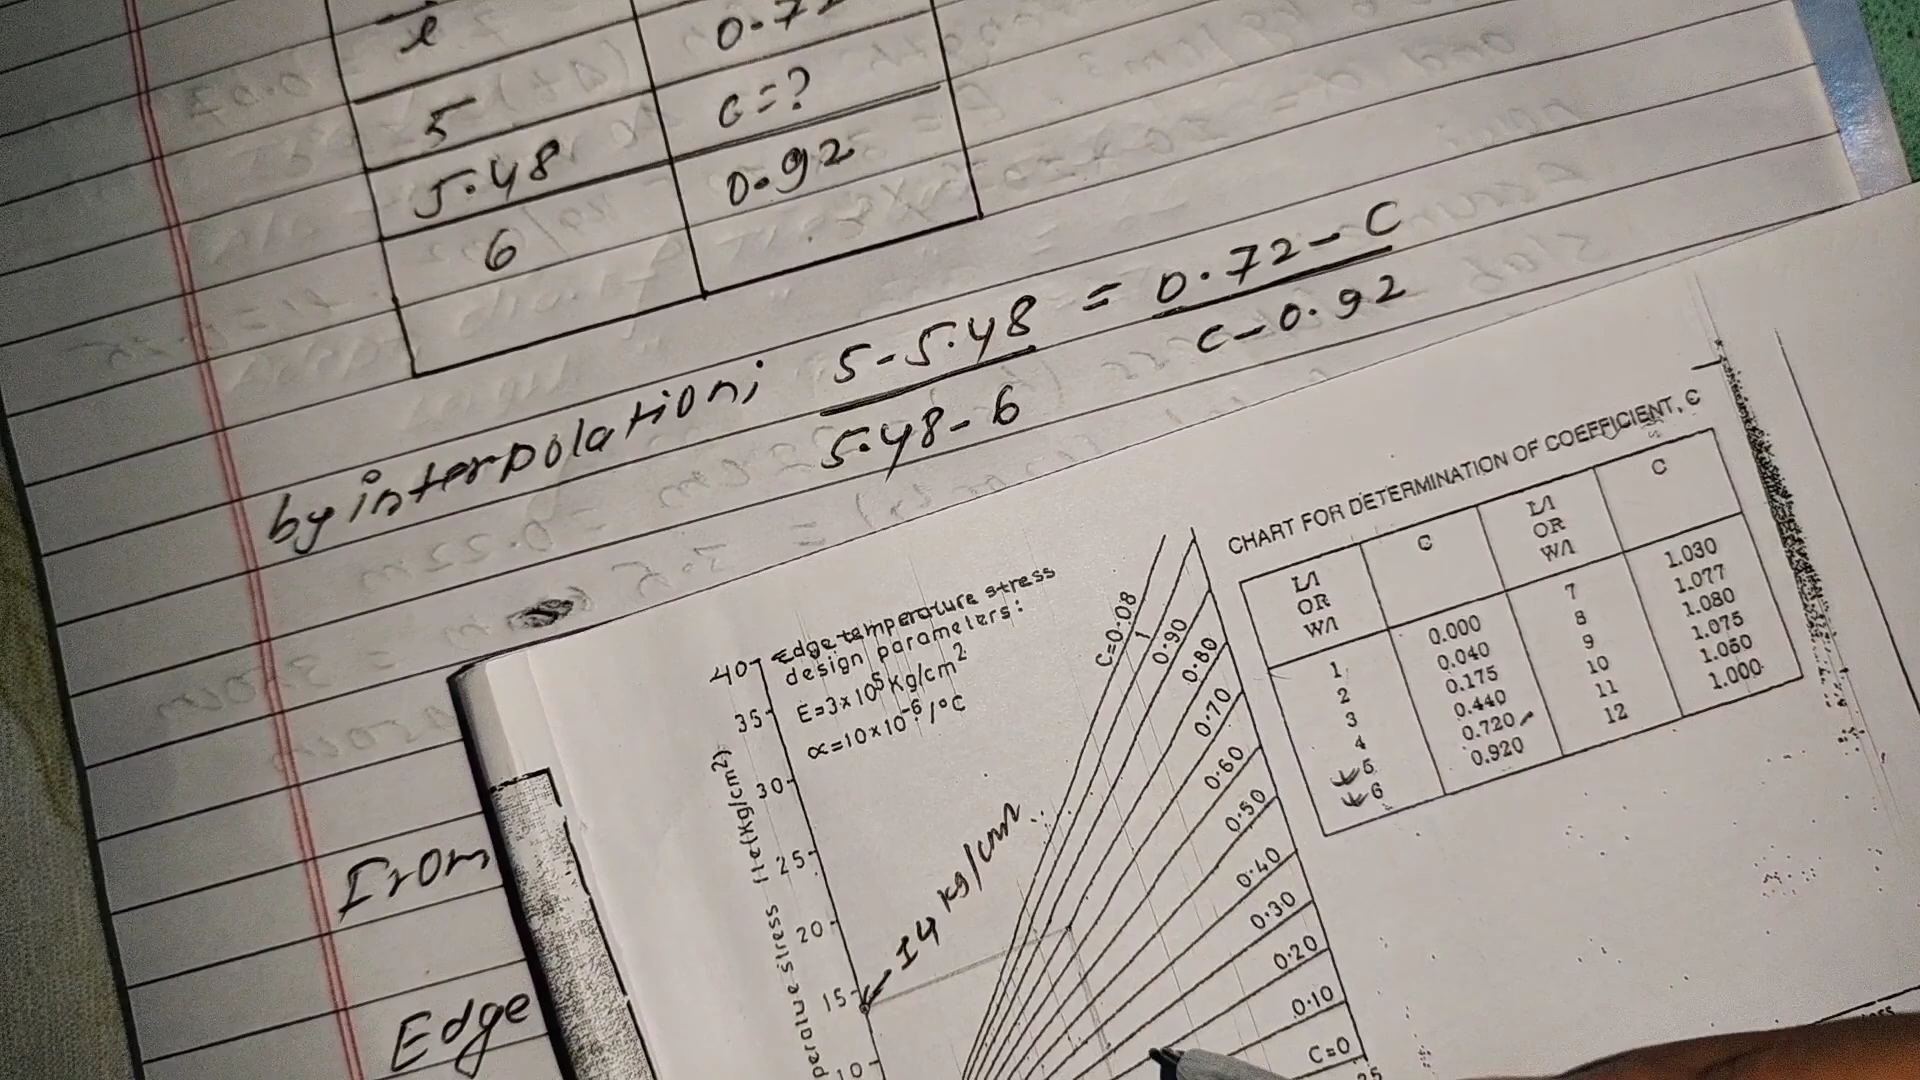 l
5 0.72
5.48 C=?
6 0.92
by interpolation; 5-5.48 / 5.48-6 = 0.72-C / C-0.92
From
Edge
Edge temperature stress
design parameters:
E=3x10⁵ Kg/cm²
α=10x10⁻⁶/°C
40
35
30
25
20
15
10
14 kg/cm²
C=0.08
1
0.90
0.80
0.70
0.60
0.50
0.40
0.30
0.20
0.10
C=0
CHART FOR DETERMINATION OF COEFFICIENT, C
L/l OR W/l C L/l OR W/l C
1 0.000 7 1.030
2 0.040 8 1.077
3 0.175 9 1.080
4 0.440 10 1.075
5 0.720 11 1.050
6 0.920 12 1.000